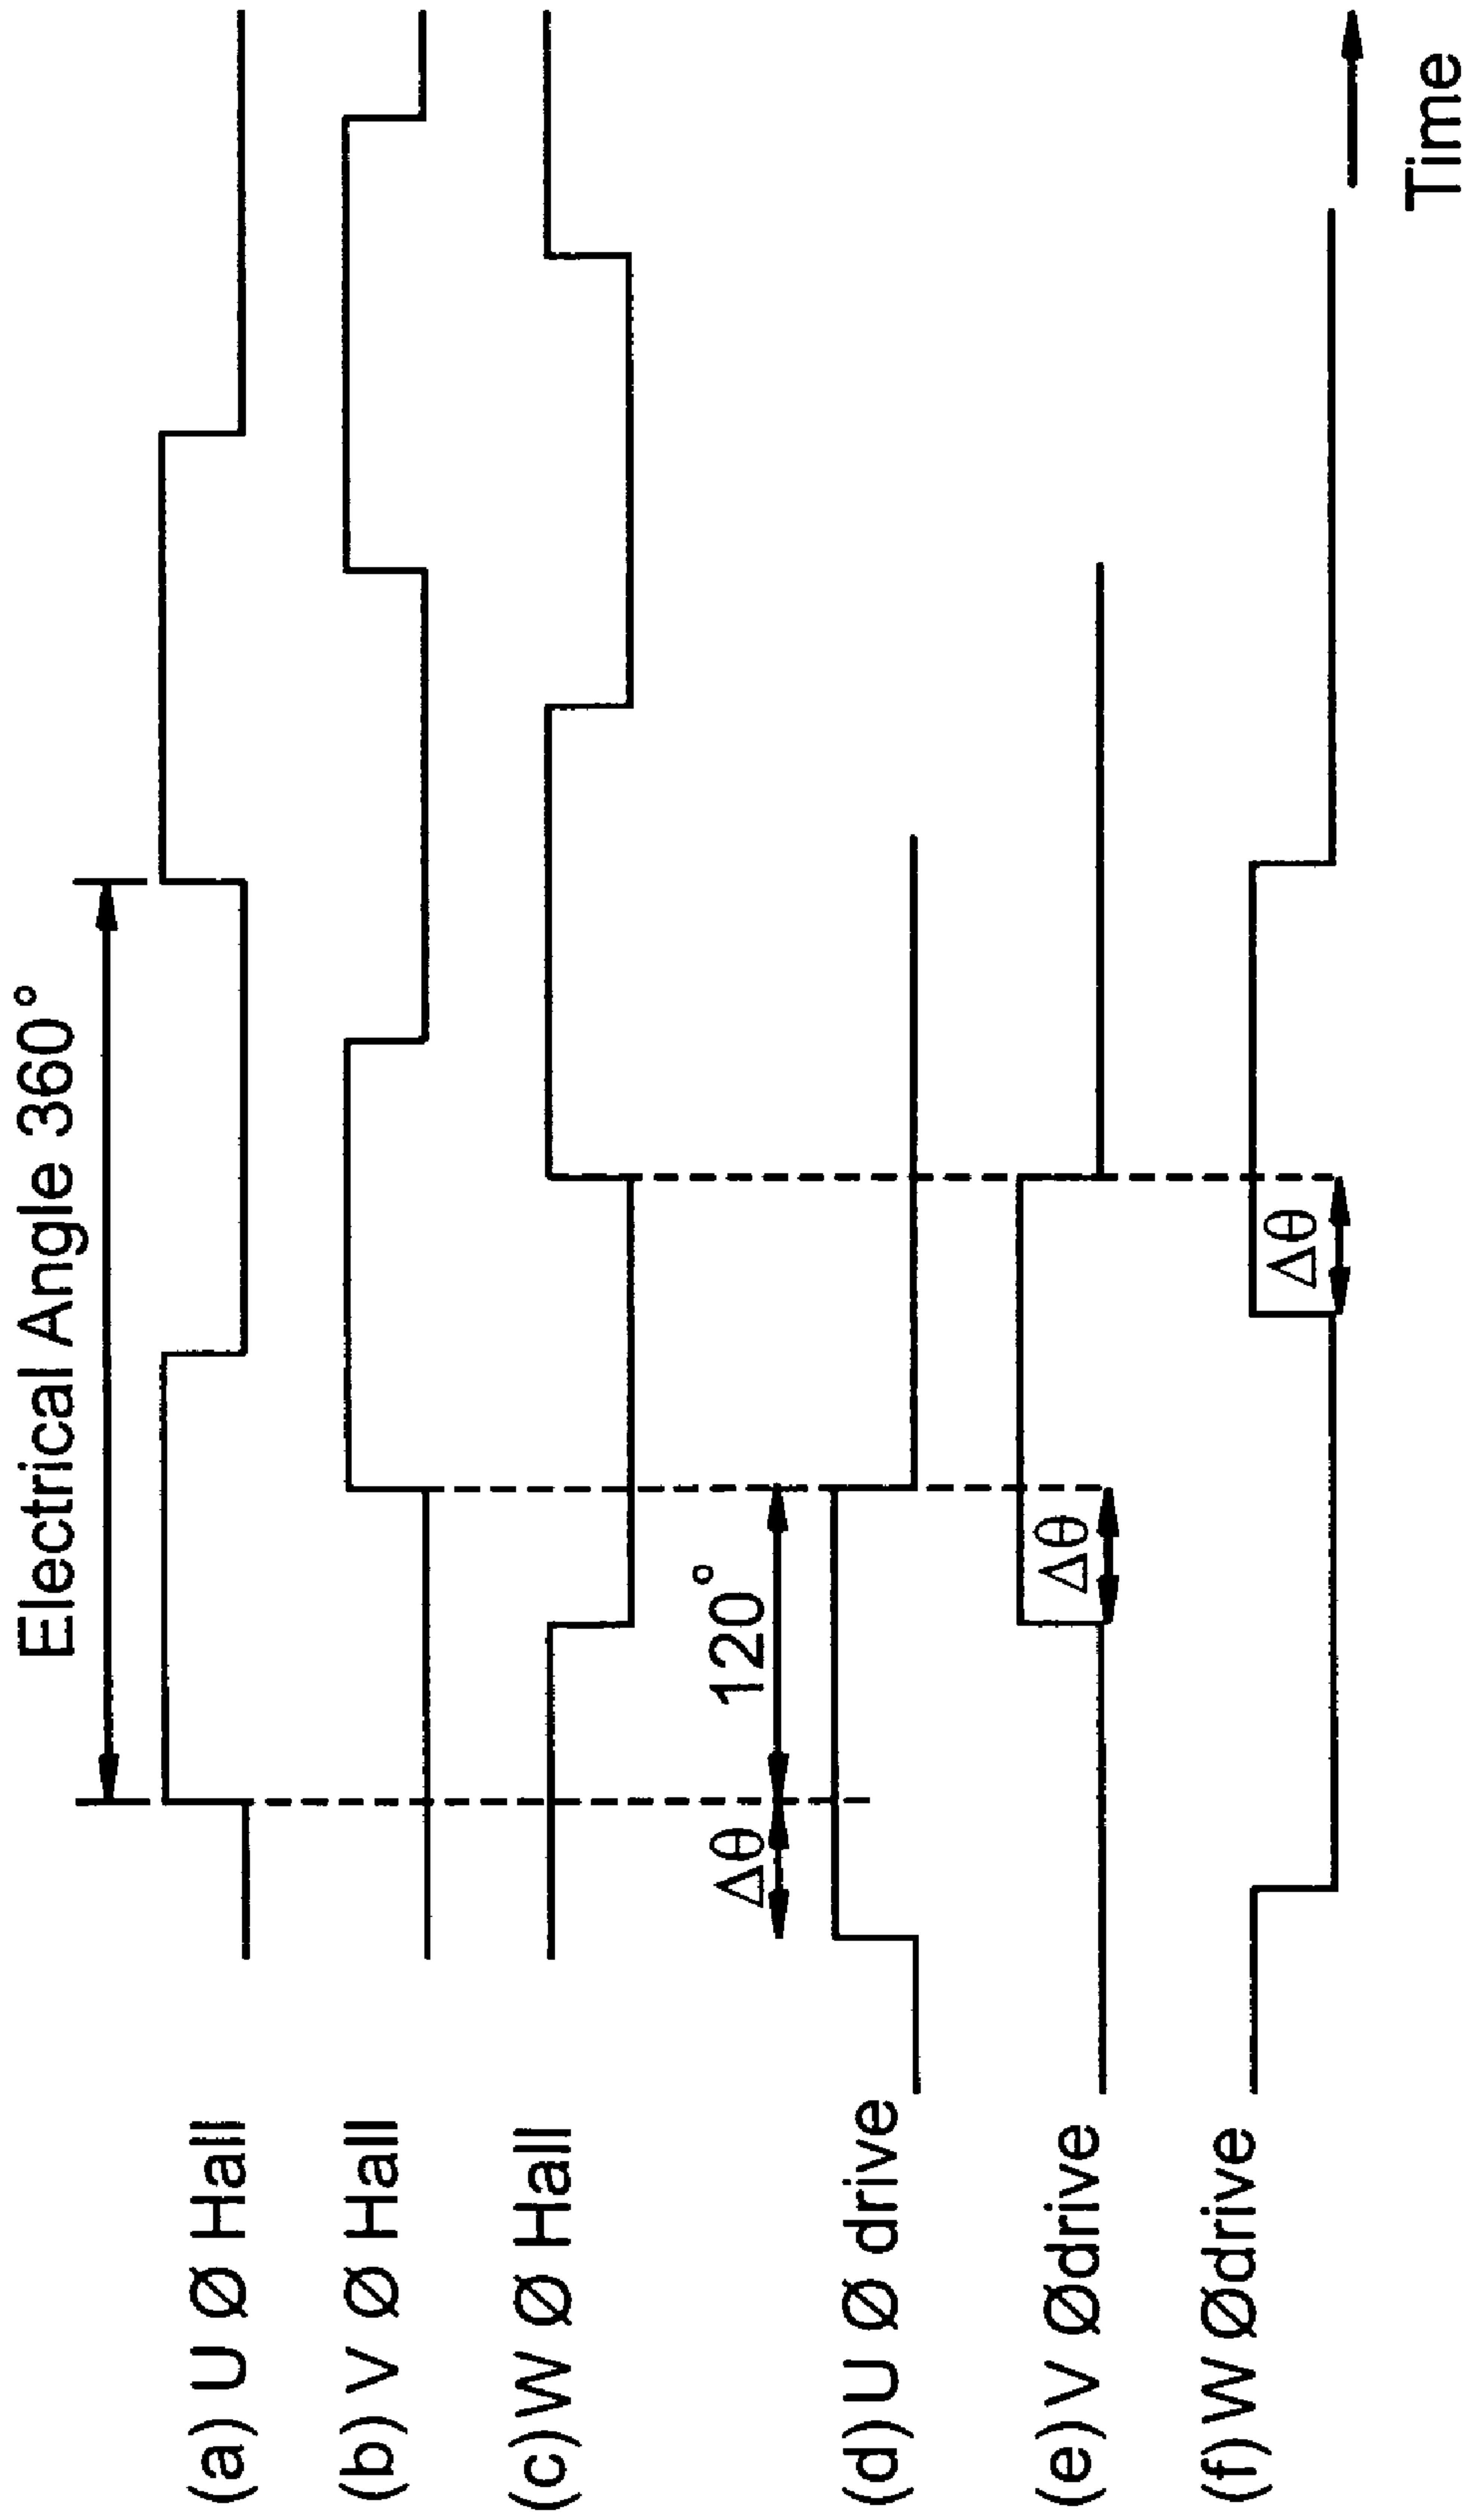 Electrical Angle 360°
(a) U Ø Hall
(b) V Ø Hall
(c) W Ø Hall
Δθ
120°
(d) U Ø drive
Δθ
(e) V Ødrive
Δθ
(f) W Ødrive
Time